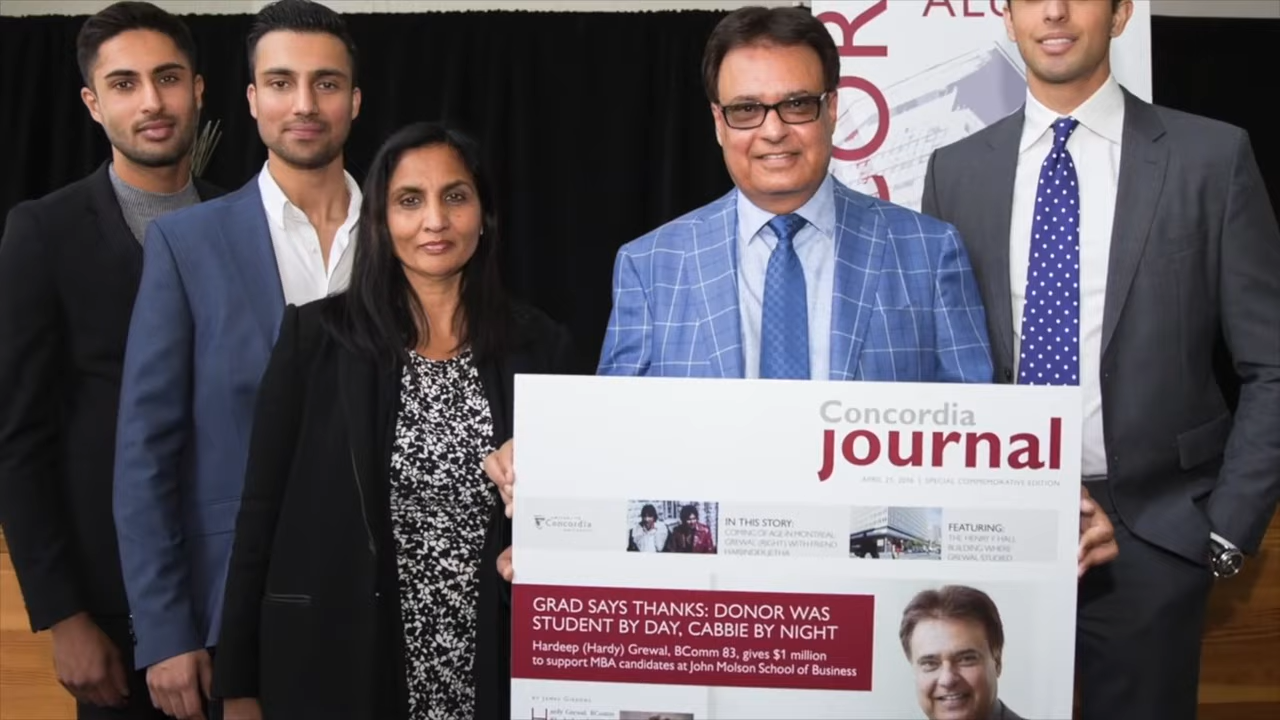 Concordia
journal
APRIL 25, 2016 | SPECIAL COMMEMORATIVE EDITION
Concordia
IN THIS STORY:
COMING OF AGE IN MONTREAL
GREWAL (RIGHT) WITH FRIEND
FEATURING:
THE HENRY F. HALL
BUILDING WHERE
GREWAL STUDIED
GRAD SAYS THANKS: DONOR WAS
STUDENT BY DAY, CABBIE BY NIGHT
Hardeep (Hardy) Grewal, BComm 83, gives $1 million
to support MBA candidates at John Molson School of Business
Hardy Grewal, BComm